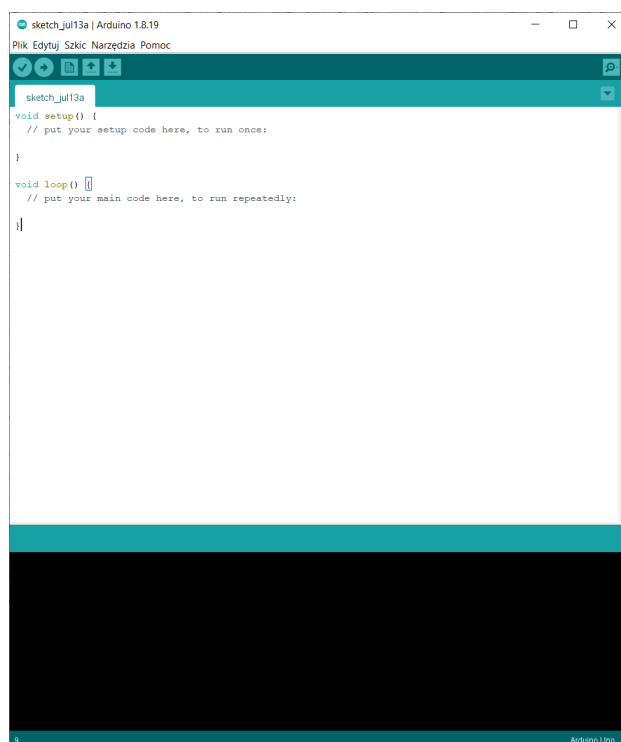 sketch_jul13a | Arduino 1.8.19
Plik Edytuj Szkic Narzędzia Pomoc
sketch_jul13a
void setup() {
  // put your setup code here, to run once:
}
void loop() {
  // put your main code here, to run repeatedly:
}
9
Arduino Uno